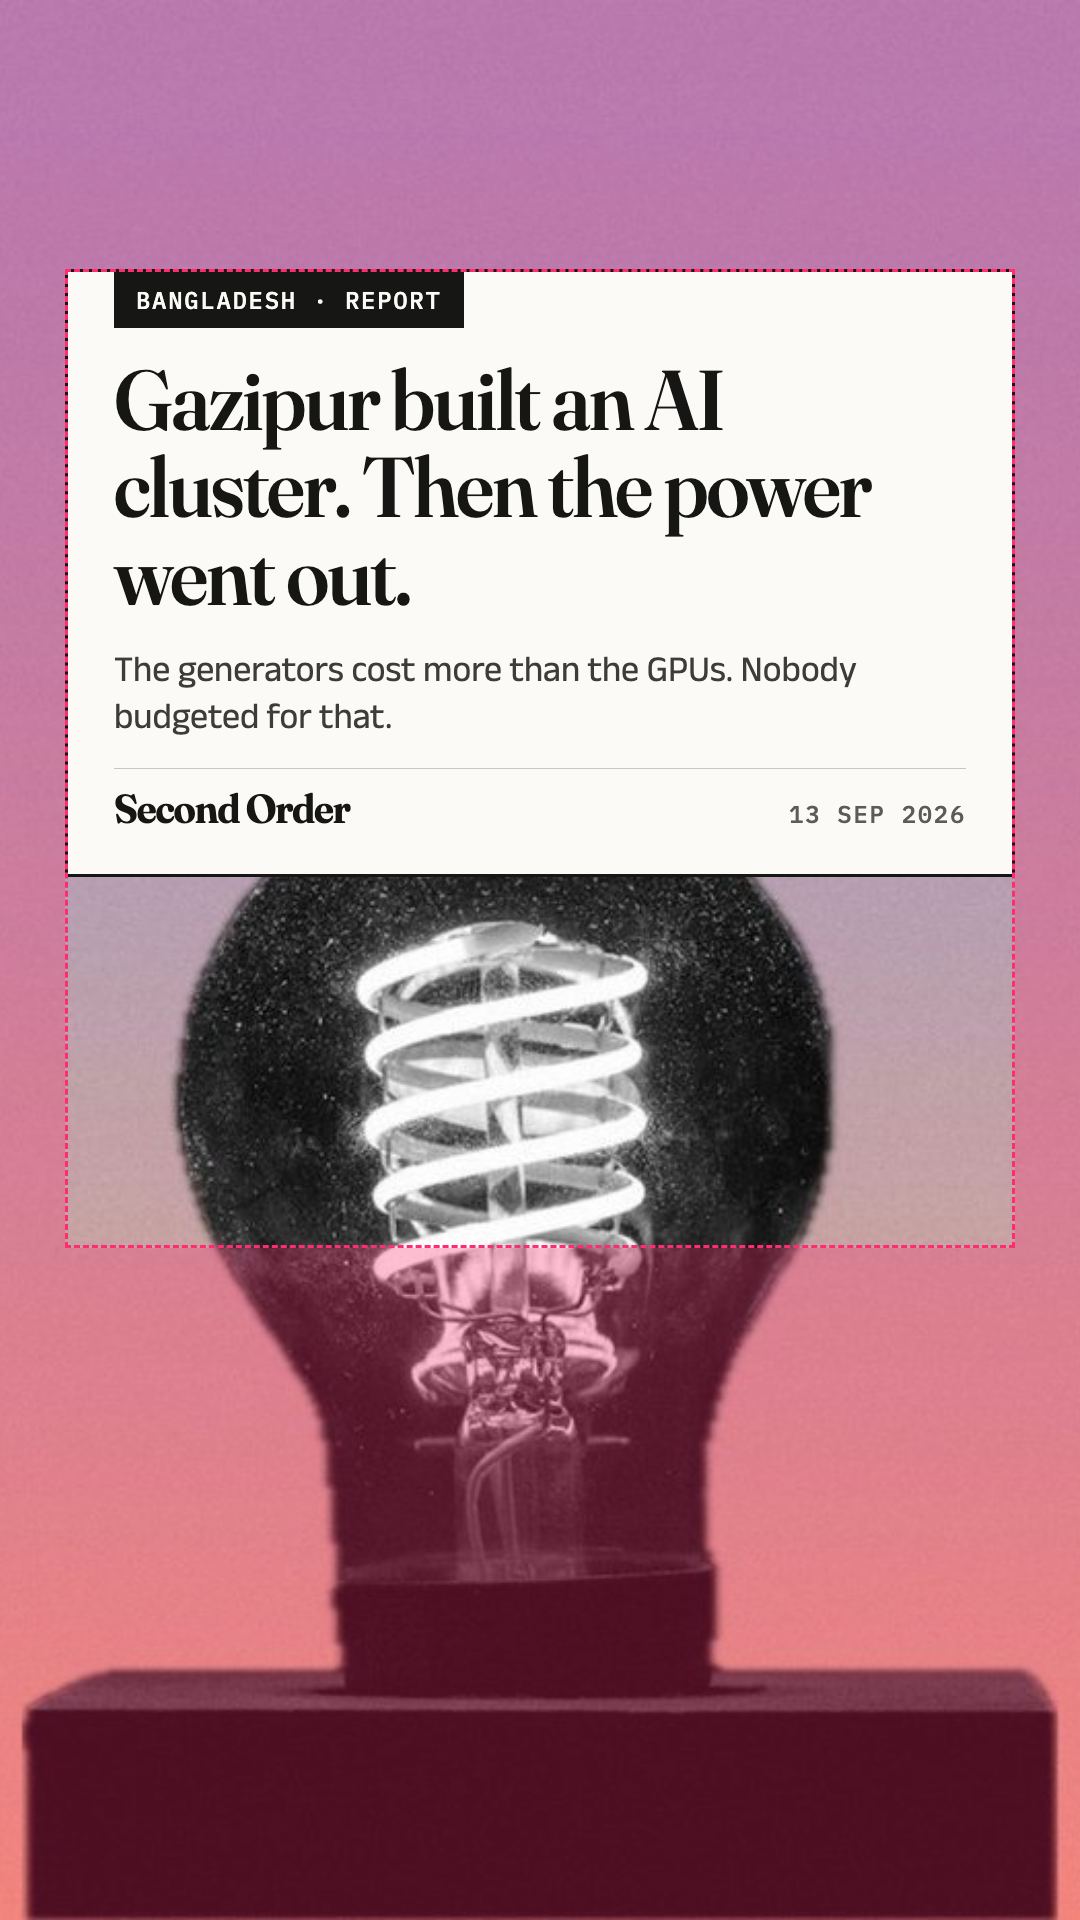 BANGLADESH · REPORT
Gazipur built an AI
cluster. Then the power
went out.
The generators cost more than the GPUs. Nobody
budgeted for that.
Second Order
13 SEP 2026